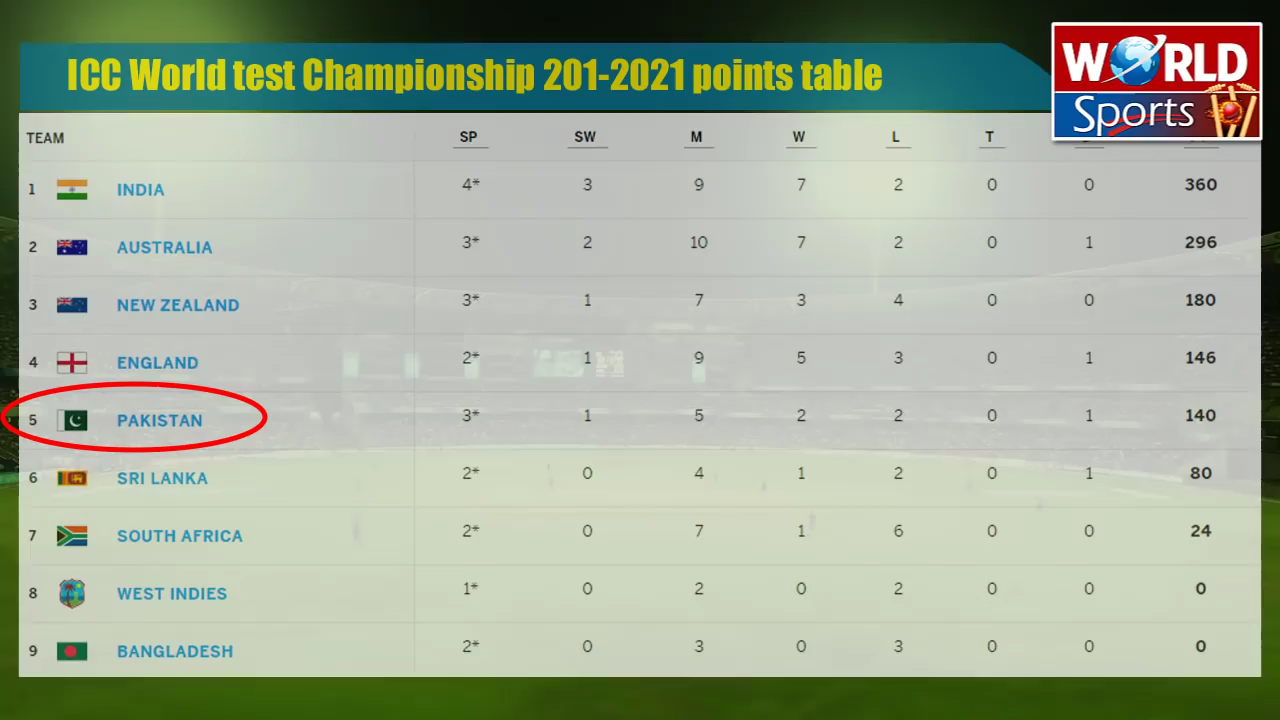 ICC World test Championship 201-2021 points table
WORLD
Sports
TEAM SP SW M W L T
1 INDIA 4* 3 9 7 2 0 0 360
2 AUSTRALIA 3* 2 10 7 2 0 1 296
3 NEW ZEALAND 3* 1 7 3 4 0 0 180
4 ENGLAND 2* 1 9 5 3 0 1 146
5 PAKISTAN 3* 1 5 2 2 0 1 140
6 SRI LANKA 2* 0 4 1 2 0 1 80
7 SOUTH AFRICA 2* 0 7 1 6 0 0 24
8 WEST INDIES 1* 0 2 0 2 0 0 0
9 BANGLADESH 2* 0 3 0 3 0 0 0